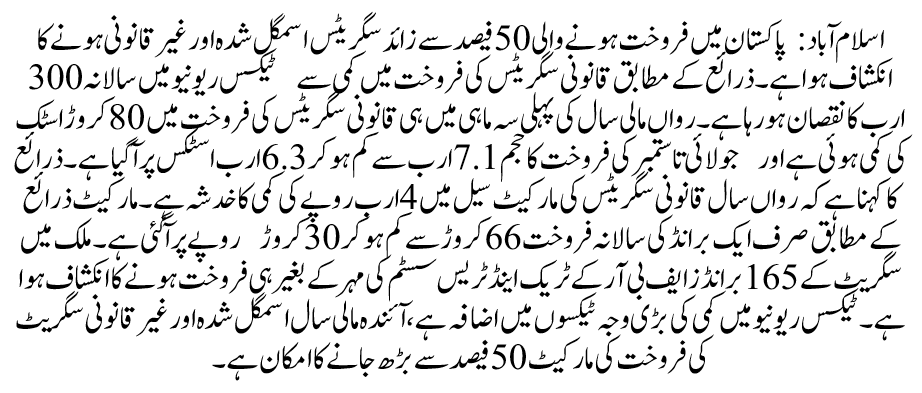 اسلام آباد: پاکستان میں فروخت ہونے والی 50 فیصد سے زائد سگریٹس اسمگل شدہ اور غیر قانونی ہونے کا
انکشاف ہوا ہے۔ ذرائع کے مطابق قانونی سگریٹس کی فروخت میں کمی سے ٹیکس ریونیو میں سالانہ 300
ارب کا نقصان ہو رہا ہے۔ رواں مالی سال کی پہلی سہ ماہی میں ہی قانونی سگریٹس کی فروخت میں 80 کروڑ اسٹک
کی کمی ہوئی ہے اور جولائی تا ستمبر کی فروخت کا حجم 7.1 ارب سے کم ہو کر 6.3 ارب اسٹکس پر آگیا ہے۔ ذرائع
کا کہنا ہے کہ رواں سال قانونی سگریٹس کی مارکیٹ سیل میں 4 ارب روپے کی کمی کا خدشہ ہے۔ مارکیٹ ذرائع
کے مطابق صرف ایک برانڈ کی سالانہ فروخت 66 کروڑ سے کم ہو کر 30 کروڑ روپے پر آگئی ہے۔ ملک میں
سگریٹ کے 165 برانڈز ایف بی آر کے ٹریک اینڈ ٹریس سسٹم کی مہر کے بغیر ہی فروخت ہونے کا انکشاف ہوا
ہے۔ ٹیکس ریونیو میں کمی کی بڑی وجہ ٹیکسوں میں اضافہ ہے، آئندہ مالی سال اسمگل شدہ اور غیر قانونی سگریٹ
کی فروخت کی مارکیٹ 50 فیصد سے بڑھ جانے کا امکان ہے۔